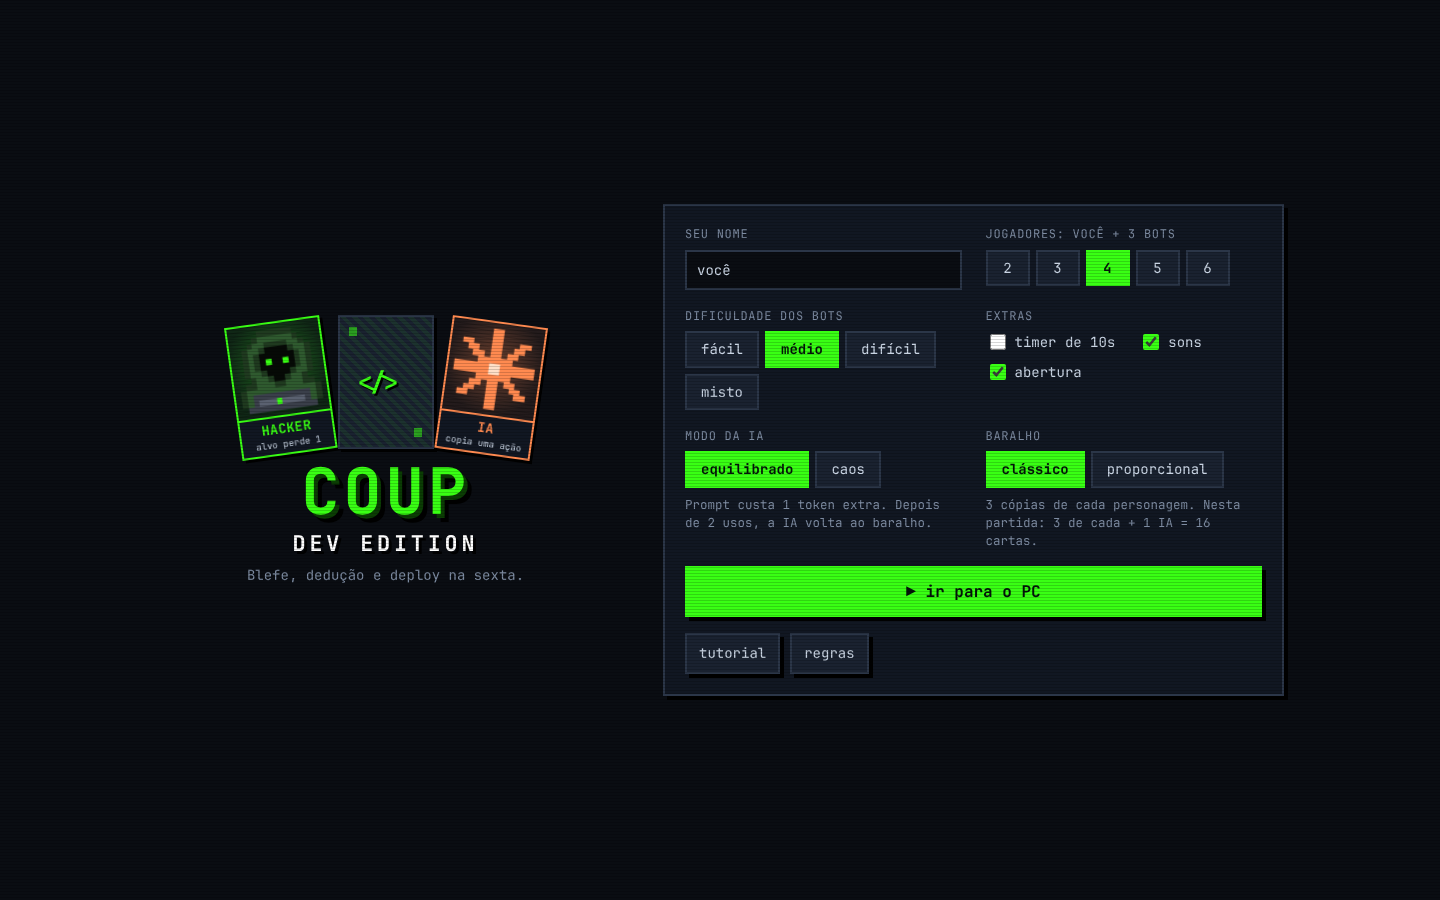 HACKER
alvo perde 1
</>
IA
copia uma ação
COUP
DEV EDITION
Blefe, dedução e deploy na sexta.
SEU NOME
você
JOGADORES: VOCÊ + 3 BOTS
2 3 4 5 6
DIFICULDADE DOS BOTS
fácil médio difícil
misto
EXTRAS
timer de 10s sons
abertura
MODO DA IA
equilibrado caos
Prompt custa 1 token extra. Depois
de 2 usos, a IA volta ao baralho.
BARALHO
clássico proporcional
3 cópias de cada personagem. Nesta
partida: 3 de cada + 1 IA = 16
cartas.
▶ ir para o PC
tutorial regras